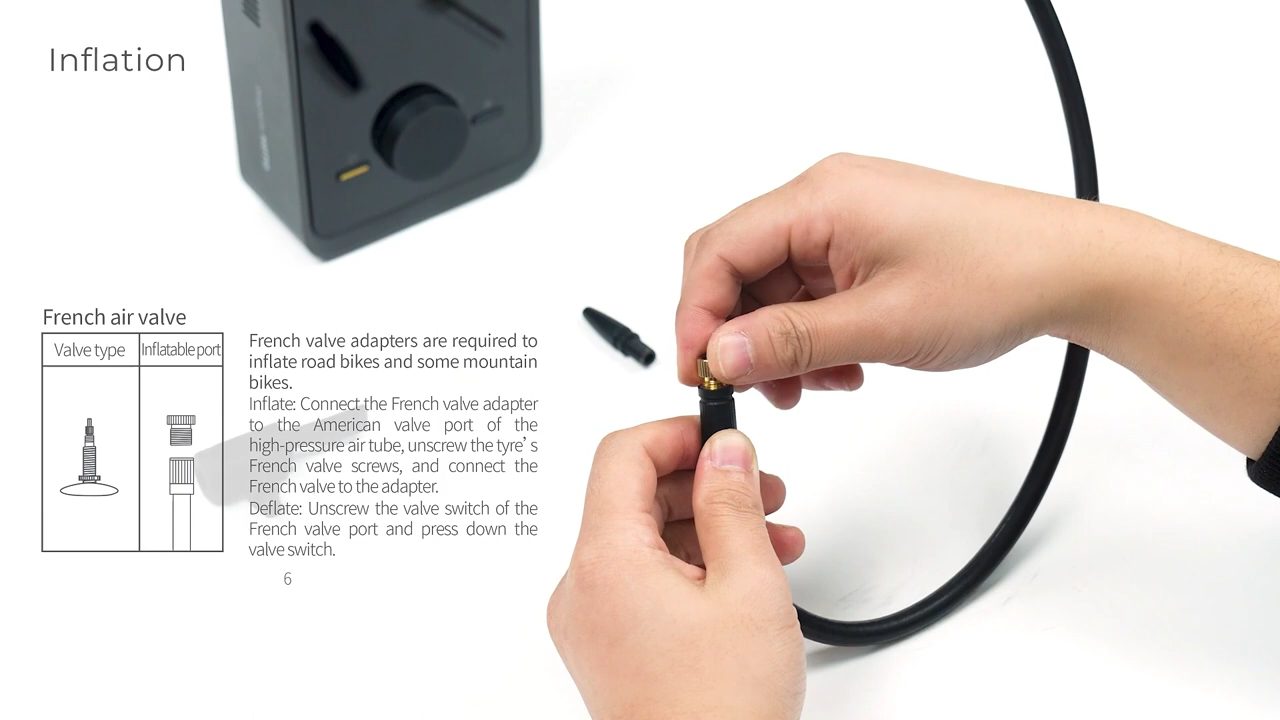 Inflation
French air valve
Valve type
Inflatable port
French valve adapters are required to
inflate road bikes and some mountain
bikes.
Inflate: Connect the French valve adapter
to the American valve port of the
high-pressure air tube, unscrew the tyre’s
French valve screws, and connect the
French valve to the adapter.
Deflate: Unscrew the valve switch of the
French valve port and press down the
valve switch.
6